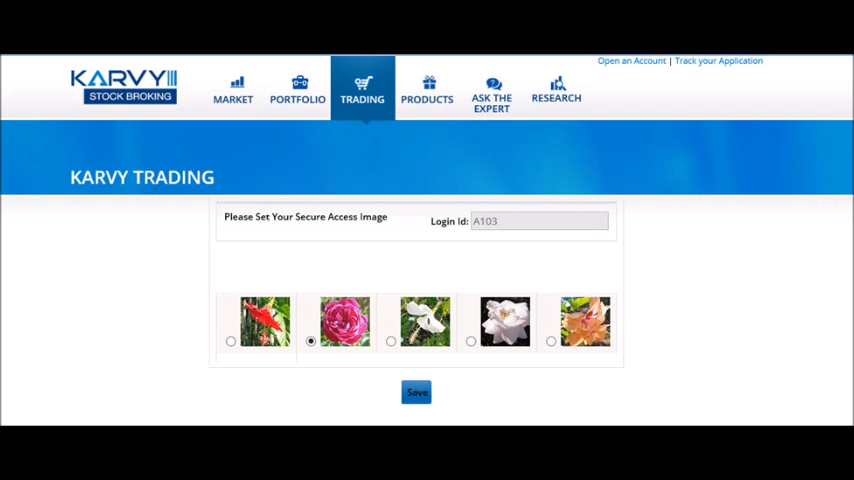 Open an Account | Track your Application
KARVY
STOCK BROKING
MARKET
PORTFOLIO
TRADING
PRODUCTS
ASK THE
EXPERT
RESEARCH
KARVY TRADING
Please Set Your Secure Access Image
Login Id: A103
Save